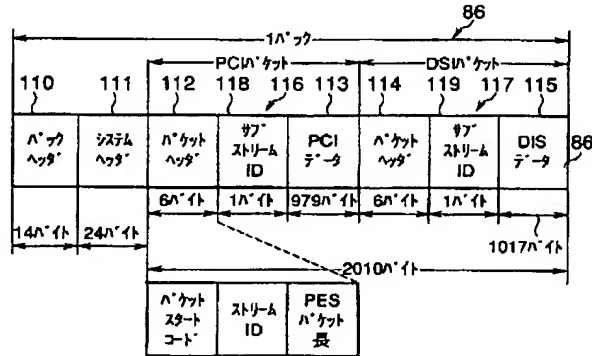 86
1パック
PCIパケット
DSIパケット
110
111
112
118
116
113
114
119
117
115
パック
ヘッダ
システム
ヘッダ
パケット
ヘッダ
サブ
ストリーム
ID
PCI
データ
パケット
ヘッダ
サブ
ストリーム
ID
DIS
データ
86
6バイト
1バイト
979バイト
6バイト
1バイト
14バイト
24バイト
1017バイト
2010バイト
パケット
スタート
コード
ストリーム
ID
PES
パケット
長